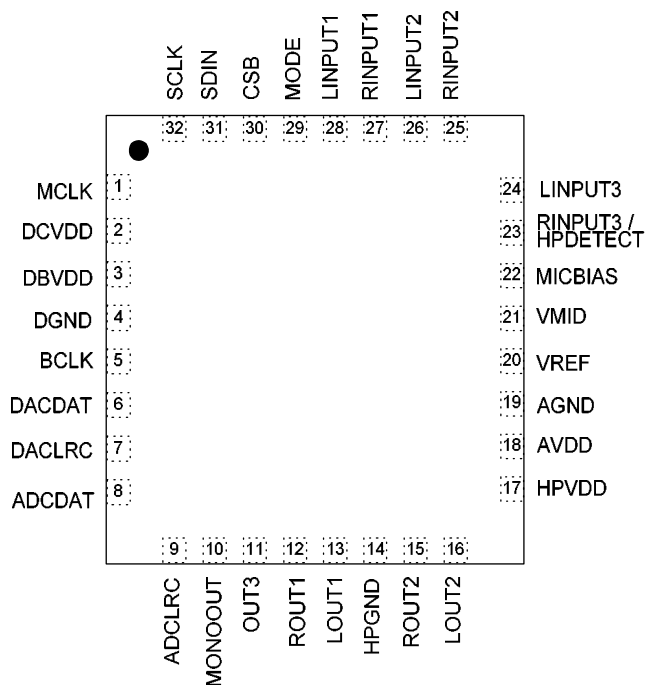 SCLK
SDIN
CSB
MODE
LINPUT1
RINPUT1
LINPUT2
RINPUT2
32
31
30
29
28
27
26
25
MCLK
1
DCVDD
2
DBVDD
3
DGND
4
BCLK
5
DACDAT
6
DACLRC
7
ADCDAT
8
24
LINPUT3
23
RINPUT3 /
HPDETECT
22
MICBIAS
21
VMID
20
VREF
19
AGND
18
AVDD
17
HPVDD
9
10
11
12
13
14
15
16
ADCLRC
MONOOUT
OUT3
ROUT1
LOUT1
HPGND
ROUT2
LOUT2